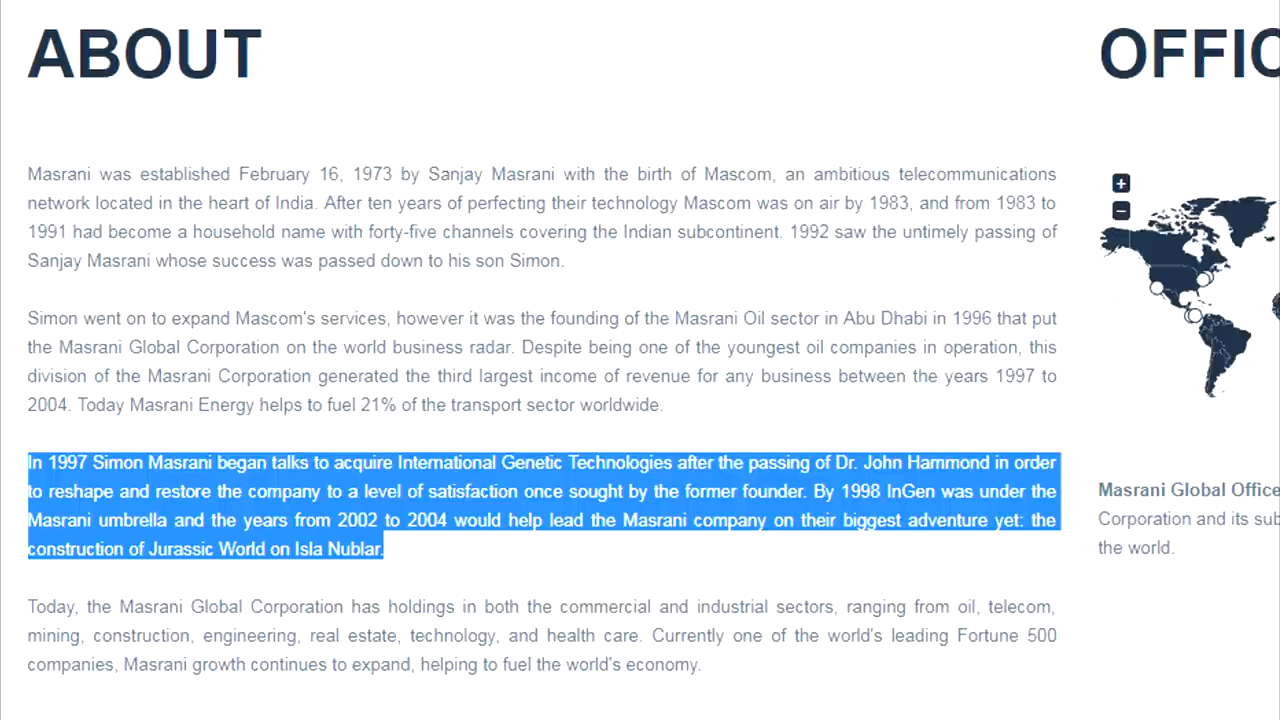 ABOUT
Masrani was established February 16, 1973 by Sanjay Masrani with the birth of Mascom, an ambitious telecommunications
network located in the heart of India. After ten years of perfecting their technology Mascom was on air by 1983, and from 1983 to
1991 had become a household name with forty-five channels covering the Indian subcontinent. 1992 saw the untimely passing of
Sanjay Masrani whose success was passed down to his son Simon.
Simon went on to expand Mascom's services, however it was the founding of the Masrani Oil sector in Abu Dhabi in 1996 that put
the Masrani Global Corporation on the world business radar. Despite being one of the youngest oil companies in operation, this
division of the Masrani Corporation generated the third largest income of revenue for any business between the years 1997 to
2004. Today Masrani Energy helps to fuel 21% of the transport sector worldwide.
In 1997 Simon Masrani began talks to acquire International Genetic Technologies after the passing of Dr. John Hammond in order
to reshape and restore the company to a level of satisfaction once sought by the former founder. By 1998 InGen was under the
Masrani umbrella and the years from 2002 to 2004 would help lead the Masrani company on their biggest adventure yet: the
construction of Jurassic World on Isla Nublar.
Today, the Masrani Global Corporation has holdings in both the commercial and industrial sectors, ranging from oil, telecom,
mining, construction, engineering, real estate, technology, and health care. Currently one of the world's leading Fortune 500
companies, Masrani growth continues to expand, helping to fuel the world's economy.
OFFIC
+
−
Masrani Global Office
Corporation and its sub
the world.